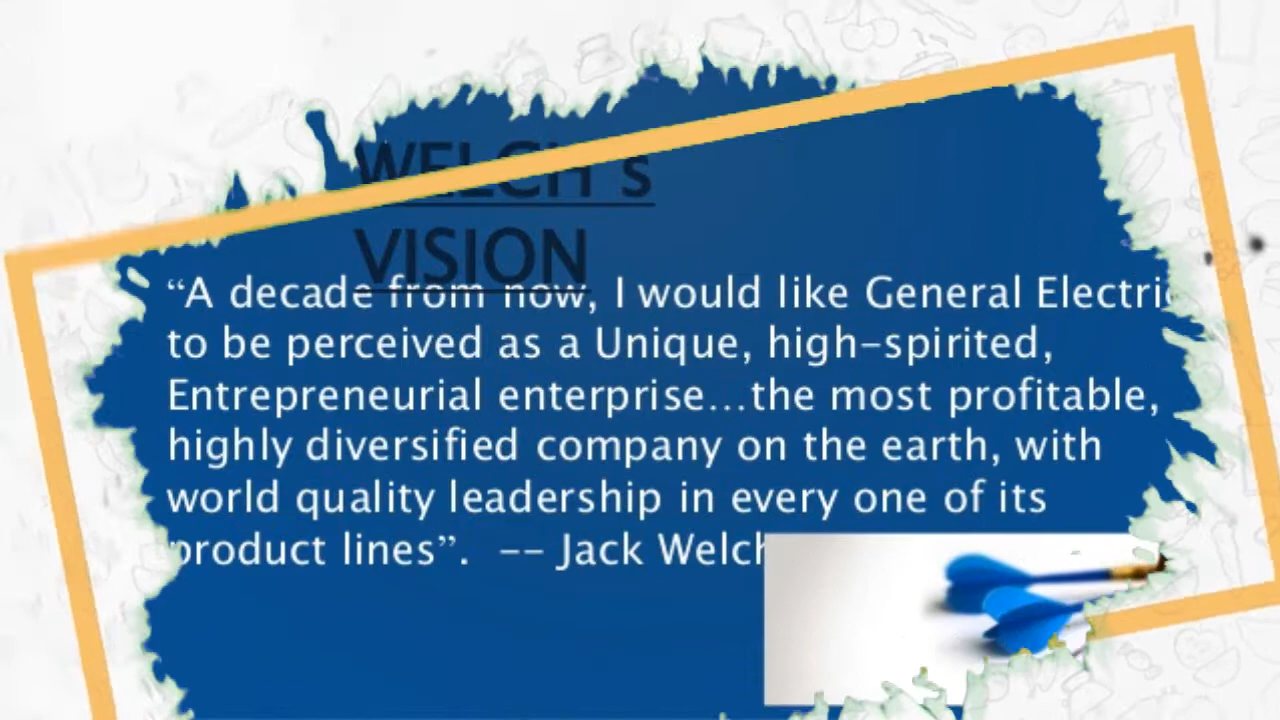 WELCH's
VISION
“A decade from now, I would like General Electric
to be perceived as a Unique, high-spirited,
Entrepreneurial enterprise...the most profitable,
highly diversified company on the earth, with
world quality leadership in every one of its
product lines”. -- Jack Welch